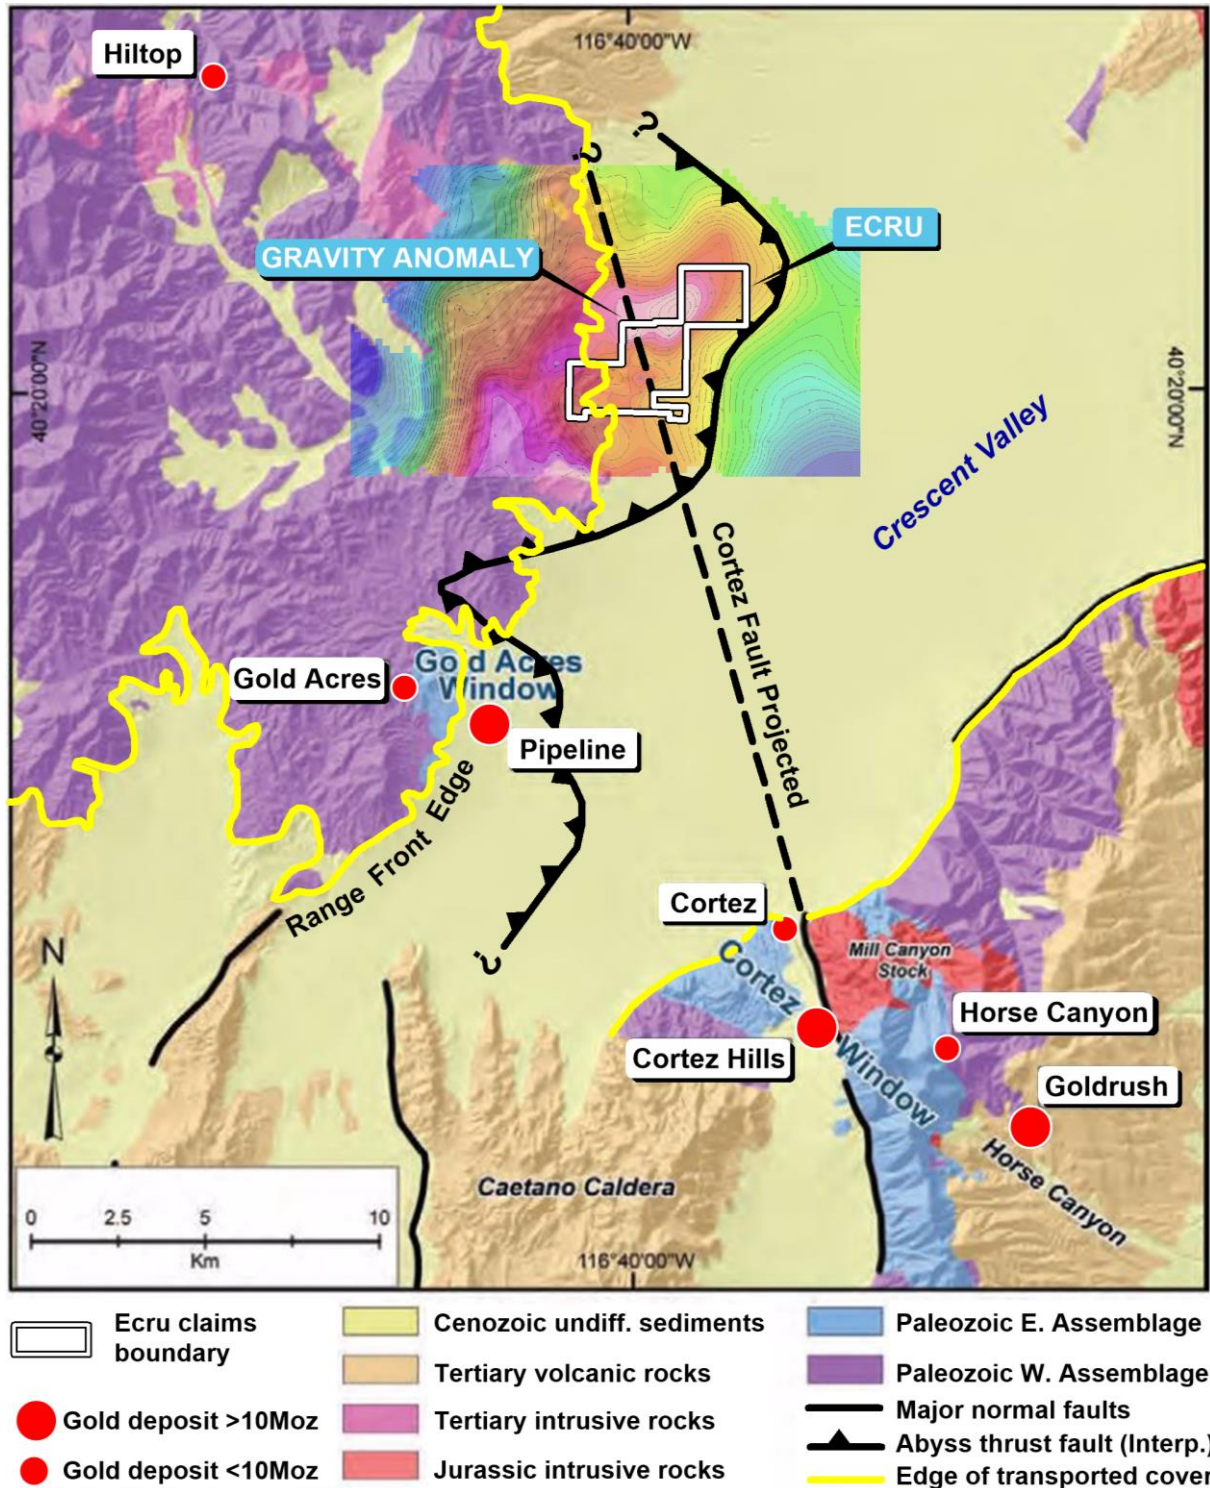 116°40'00"W
Hiltop
?
?
ECRU
GRAVITY ANOMALY
40°20'00"N
40°20'00"N
Crescent Valley
Cortez Fault Projected
Gold Acres
Window
Gold Acres
Pipeline
Range Front Edge
Cortez
N
?
Mill Canyon
Stock
Cortez Window
Horse Canyon
Cortez Hills
Goldrush
Horse Canyon
Caetano Caldera
0 2.5 5 10
Km
116°40'00"W
Ecru claims
boundary
Gold deposit >10Moz
Gold deposit <10Moz
Cenozoic undiff. sediments
Tertiary volcanic rocks
Tertiary intrusive rocks
Jurassic intrusive rocks
Paleozoic E. Assemblage
Paleozoic W. Assemblage
Major normal faults
Abyss thrust fault (Interp.)
Edge of transported cover